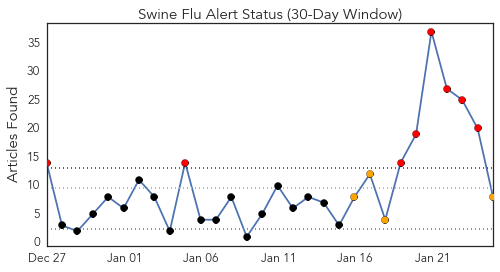 Swine Flu Alert Status (30-Day Window)
Articles Found
35
30
25
20
15
10
5
0
Dec 27 Jan 01 Jan 06 Jan 11 Jan 16 Jan 21